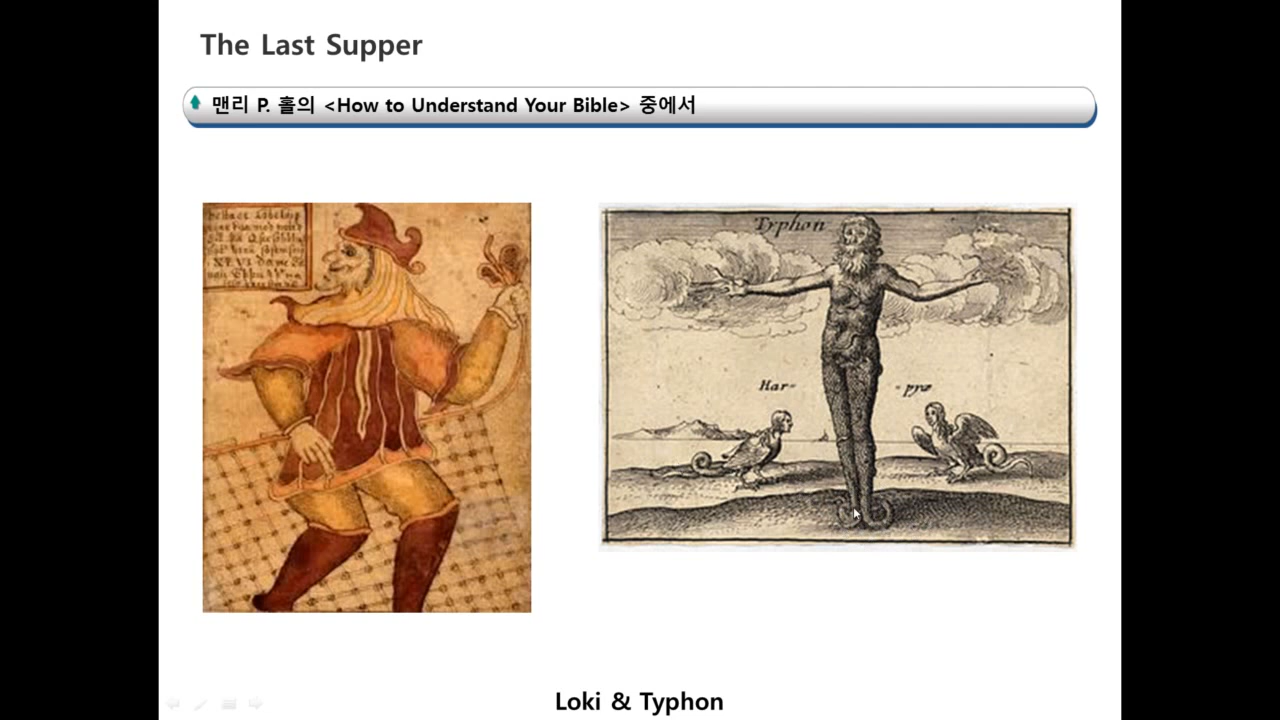 The Last Supper
맨리 P. 홀의 <How to Understand Your Bible> 중에서
Typhon
Har-
-pyæ
Loki & Typhon